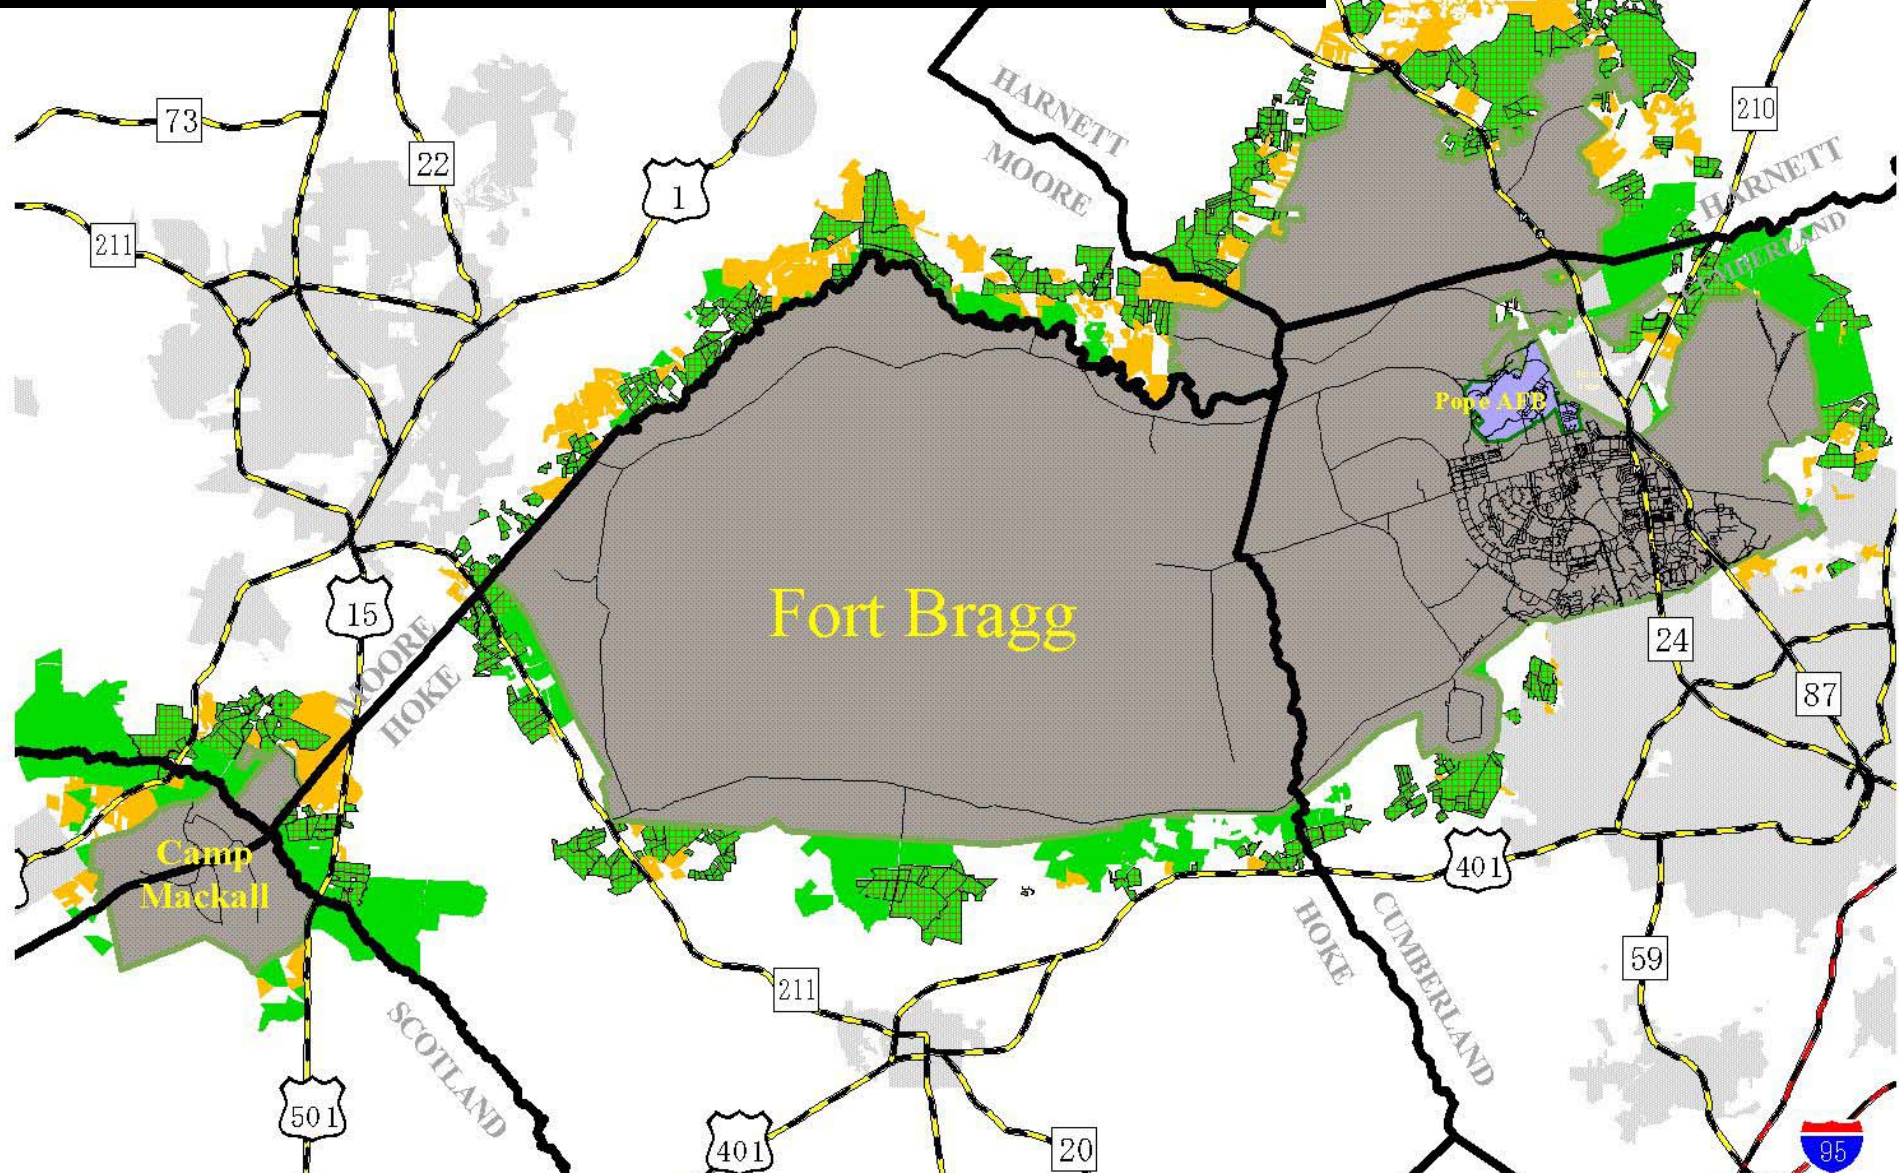 HARNETT
MOORE
73
22
1
210
211
HARNETT
CUMBERLAND
Pope AFB
Fort Bragg
15
MOORE
HOKE
24
87
Camp
Mackall
401
HOKE
CUMBERLAND
59
211
SCOTLAND
501
401
20
95